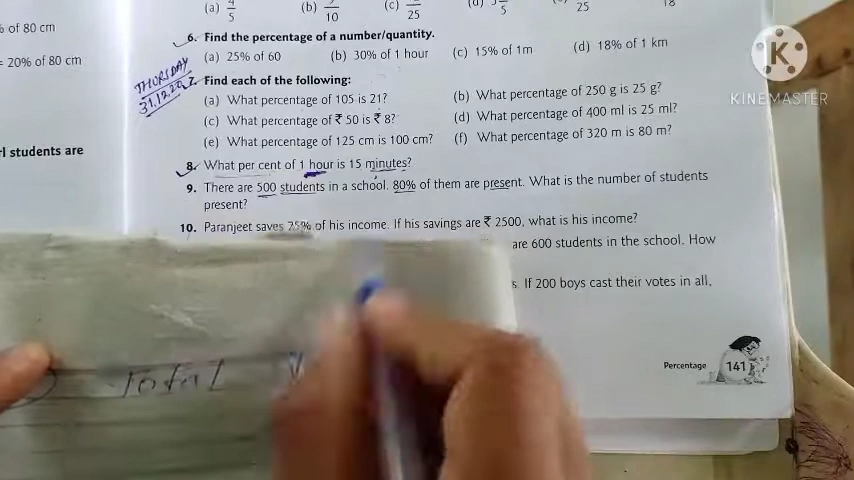 (a) 4/5 (b) /10 (c) /25 (d) 3 /5 25 18
% of 80 cm
= 20% of 80 cm
6. Find the percentage of a number/quantity.
(a) 25% of 60 (b) 30% of 1 hour (c) 15% of 1m (d) 18% of 1 km
THURSDAY
31.12.20
7. Find each of the following:
(a) What percentage of 105 is 21? (b) What percentage of 250 g is 25 g?
(c) What percentage of ₹ 50 is ₹ 8? (d) What percentage of 400 ml is 25 ml?
(e) What percentage of 125 cm is 100 cm? (f) What percentage of 320 m is 80 m?
rl students are
8. What per cent of 1 hour is 15 minutes?
9. There are 500 students in a school. 80% of them are present. What is the number of students
present?
10. Paranjeet saves 25% of his income. If his savings are ₹ 2500, what is his income?
are 600 students in the school. How
s. If 200 boys cast their votes in all,
Total
Percentage 141
K
KINEMASTER